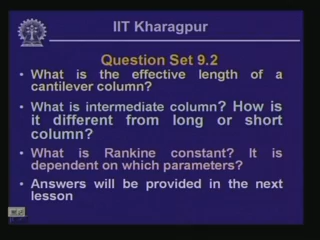 IIT Kharagpur
Question Set 9.2
• What is the effective length of a
cantilever column?
• What is intermediate column? How is
it different from long or short
column?
• What is Rankine constant? It is
dependent on which parameters?
• Answers will be provided in the next
lesson